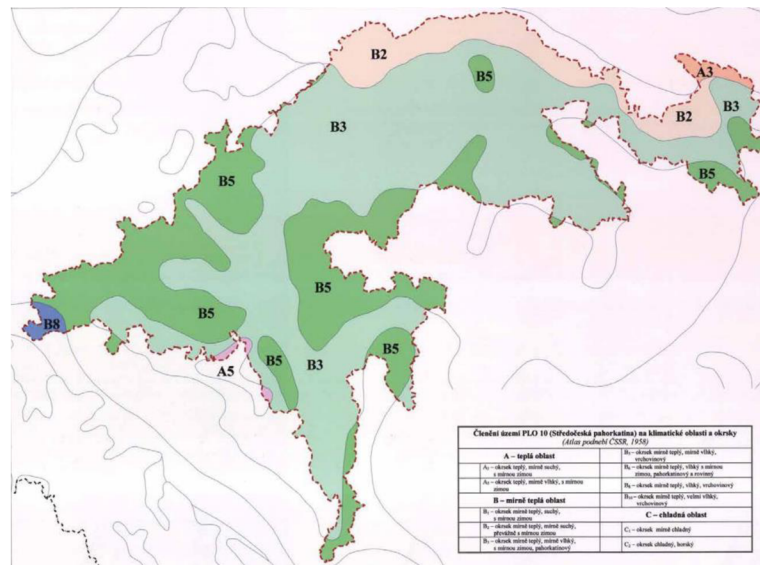 B2
A3
B5
B3
B3
B2
B5
B5
B5
B5
B8
B3
B5
B5
A5
Členění území PLO 10 (Středočeská pahorkatina) na klimatické oblasti a okrsky
(Atlas podnebí ČSSR, 1958)
A – teplá oblast
A₃ – okrsek teplý, mírně suchý,
s mírnou zimou
A₅ – okrsek teplý, mírně vlhký, s mírnou
zimou
B – mírně teplá oblast
B₁ – okrsek mírně teplý, suchý,
s mírnou zimou
B₂ – okrsek mírně teplý, mírně suchý,
převážně s mírnou zimou
B₃ – okrsek mírně teplý, mírně vlhký,
s mírnou zimou, pahorkatinový
B₅ – okrsek mírně teplý, mírně vlhký,
vrchovinový
B₆ – okrsek mírně teplý, vlhký s mírnou
zimou, pahorkatinový a rovinný
B₈ – okrsek mírně teplý, vlhký, vrchovinový
B₁₀ – okrsek mírně teplý, velmi vlhký,
vrchovinový
C – chladná oblast
C₁ – okrsek mírně chladný
C₂ – okrsek chladný, horský